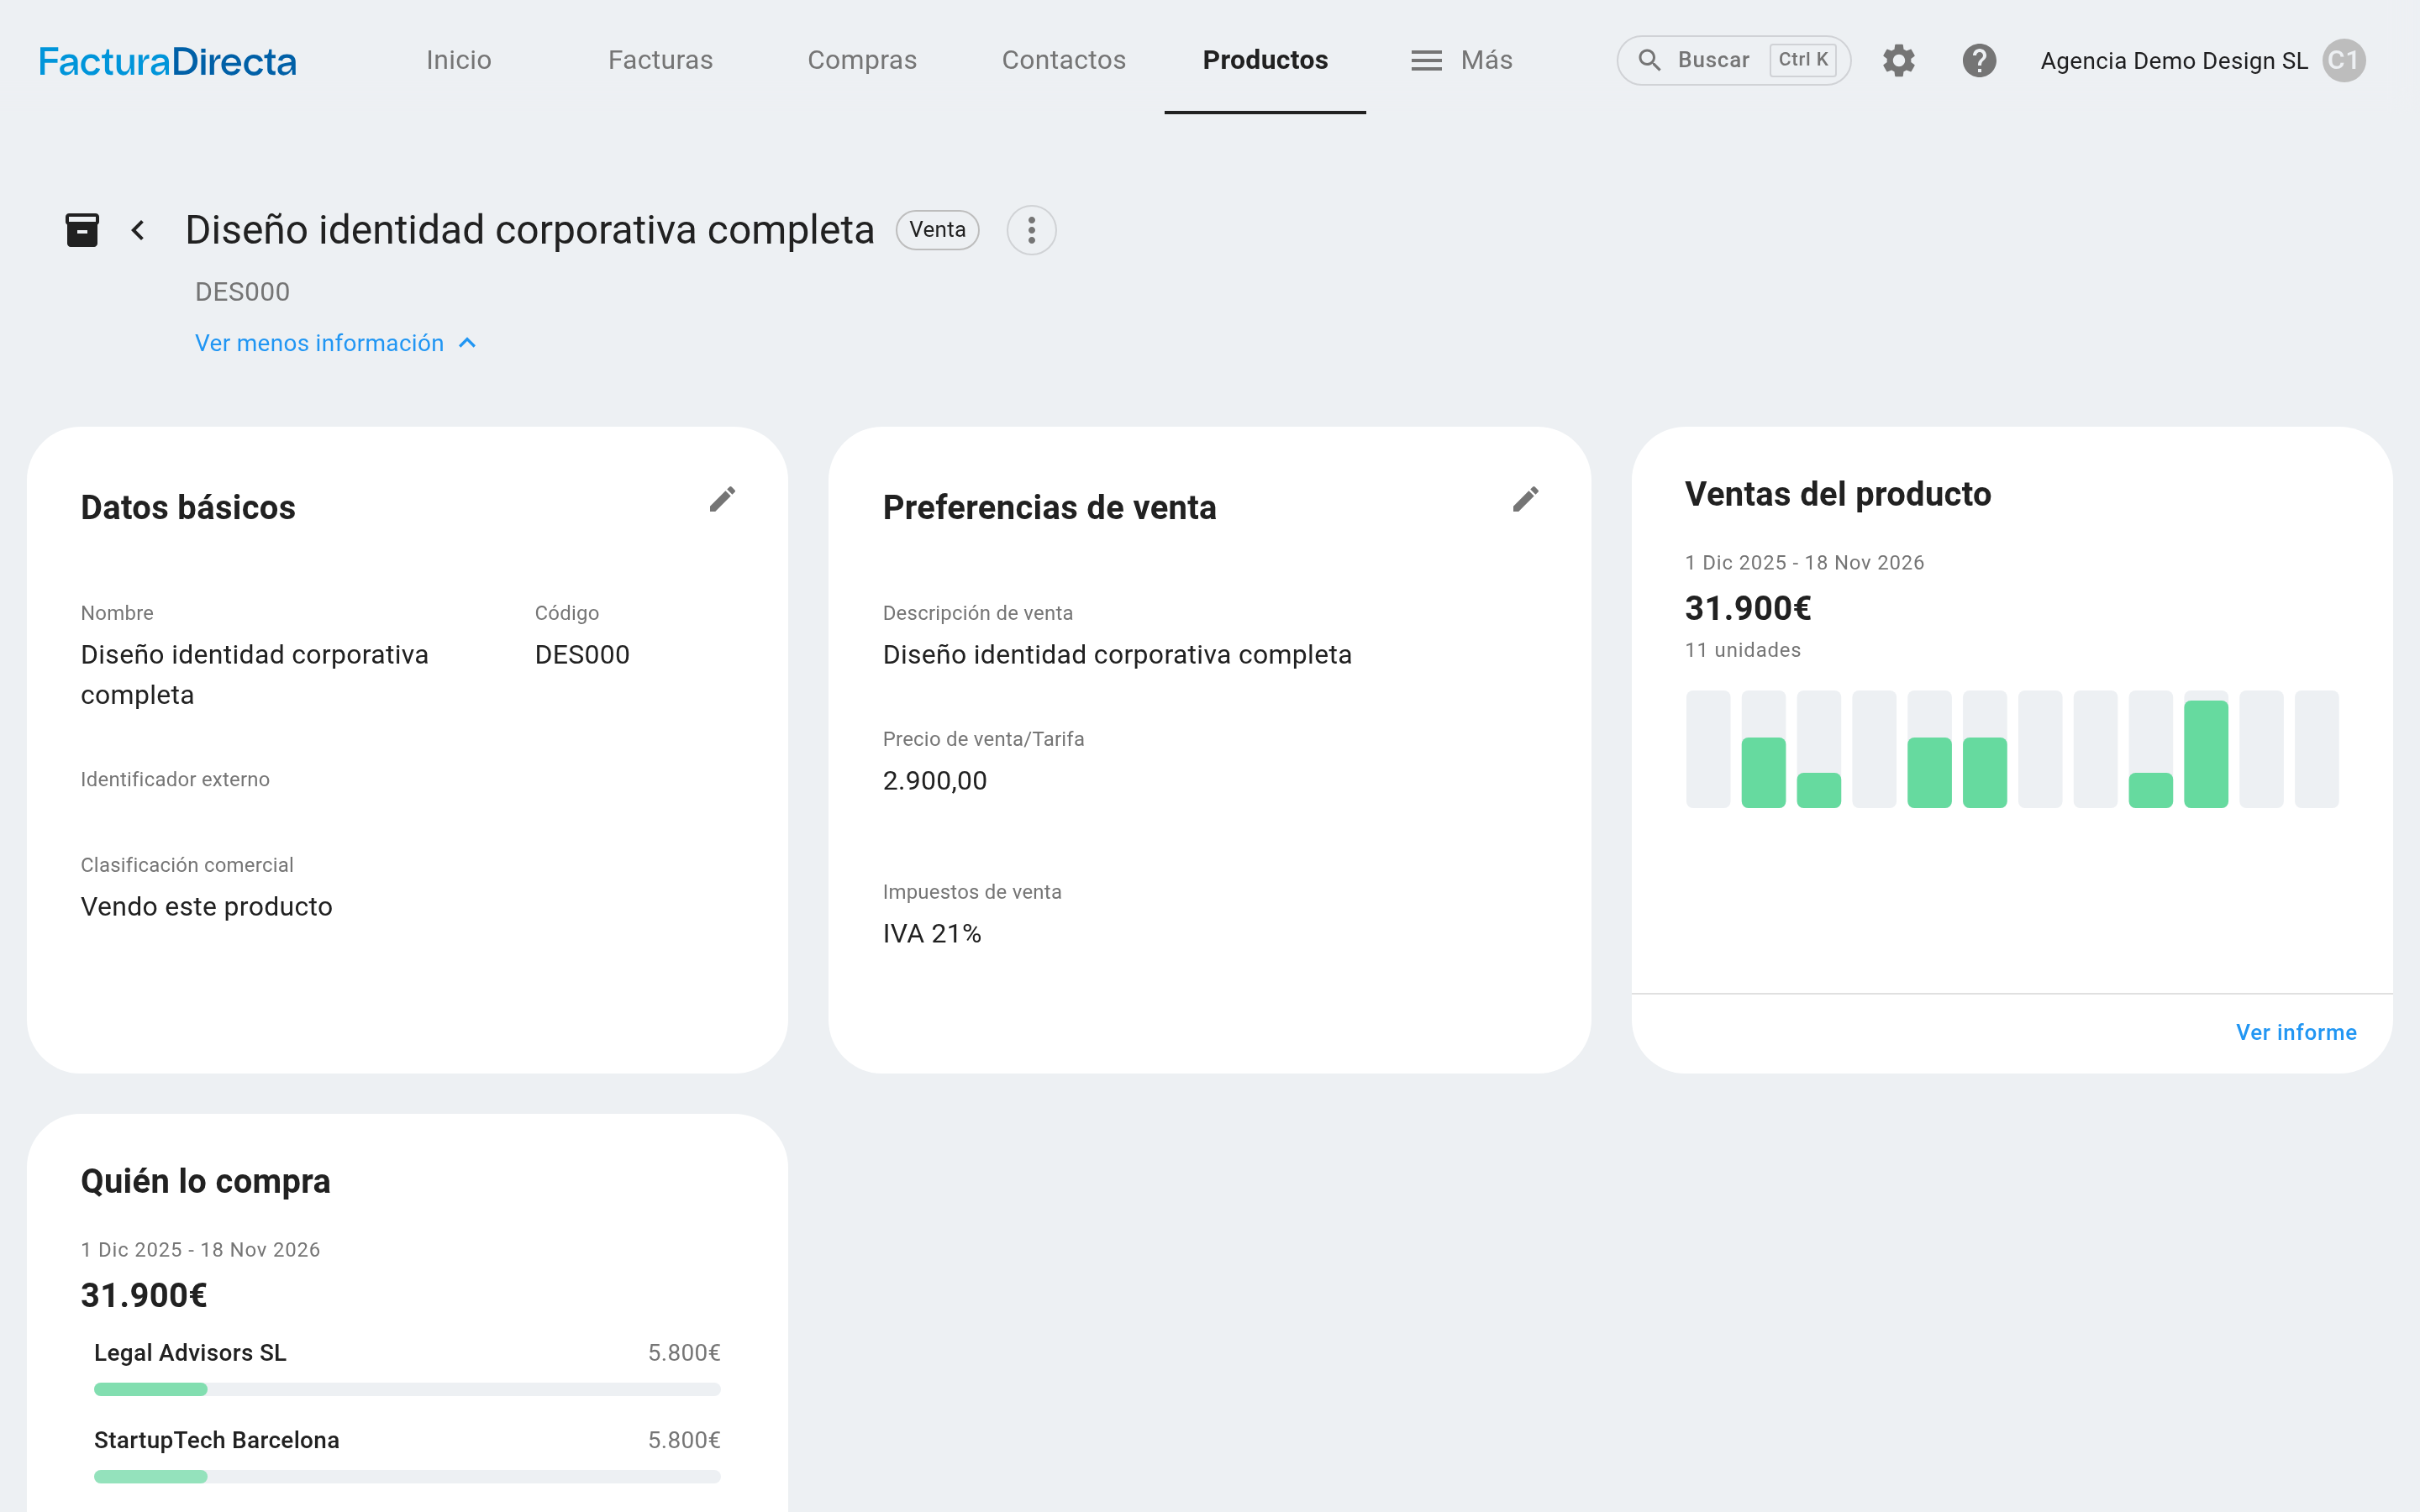 FacturaDirecta
Inicio
Facturas
Compras
Contactos
Productos
Más
Buscar
Ctrl K
?
Agencia Demo Design SL
C1
Diseño identidad corporativa completa
Venta
DES000
Ver menos información
Datos básicos
Nombre
Diseño identidad corporativa
completa
Código
DES000
Identificador externo
Clasificación comercial
Vendo este producto
Preferencias de venta
Descripción de venta
Diseño identidad corporativa completa
Precio de venta/Tarifa
2.900,00
Impuestos de venta
IVA 21%
Ventas del producto
1 Dic 2025 - 18 Nov 2026
31.900€
11 unidades
Ver informe
Quién lo compra
1 Dic 2025 - 18 Nov 2026
31.900€
Legal Advisors SL 5.800€
StartupTech Barcelona 5.800€